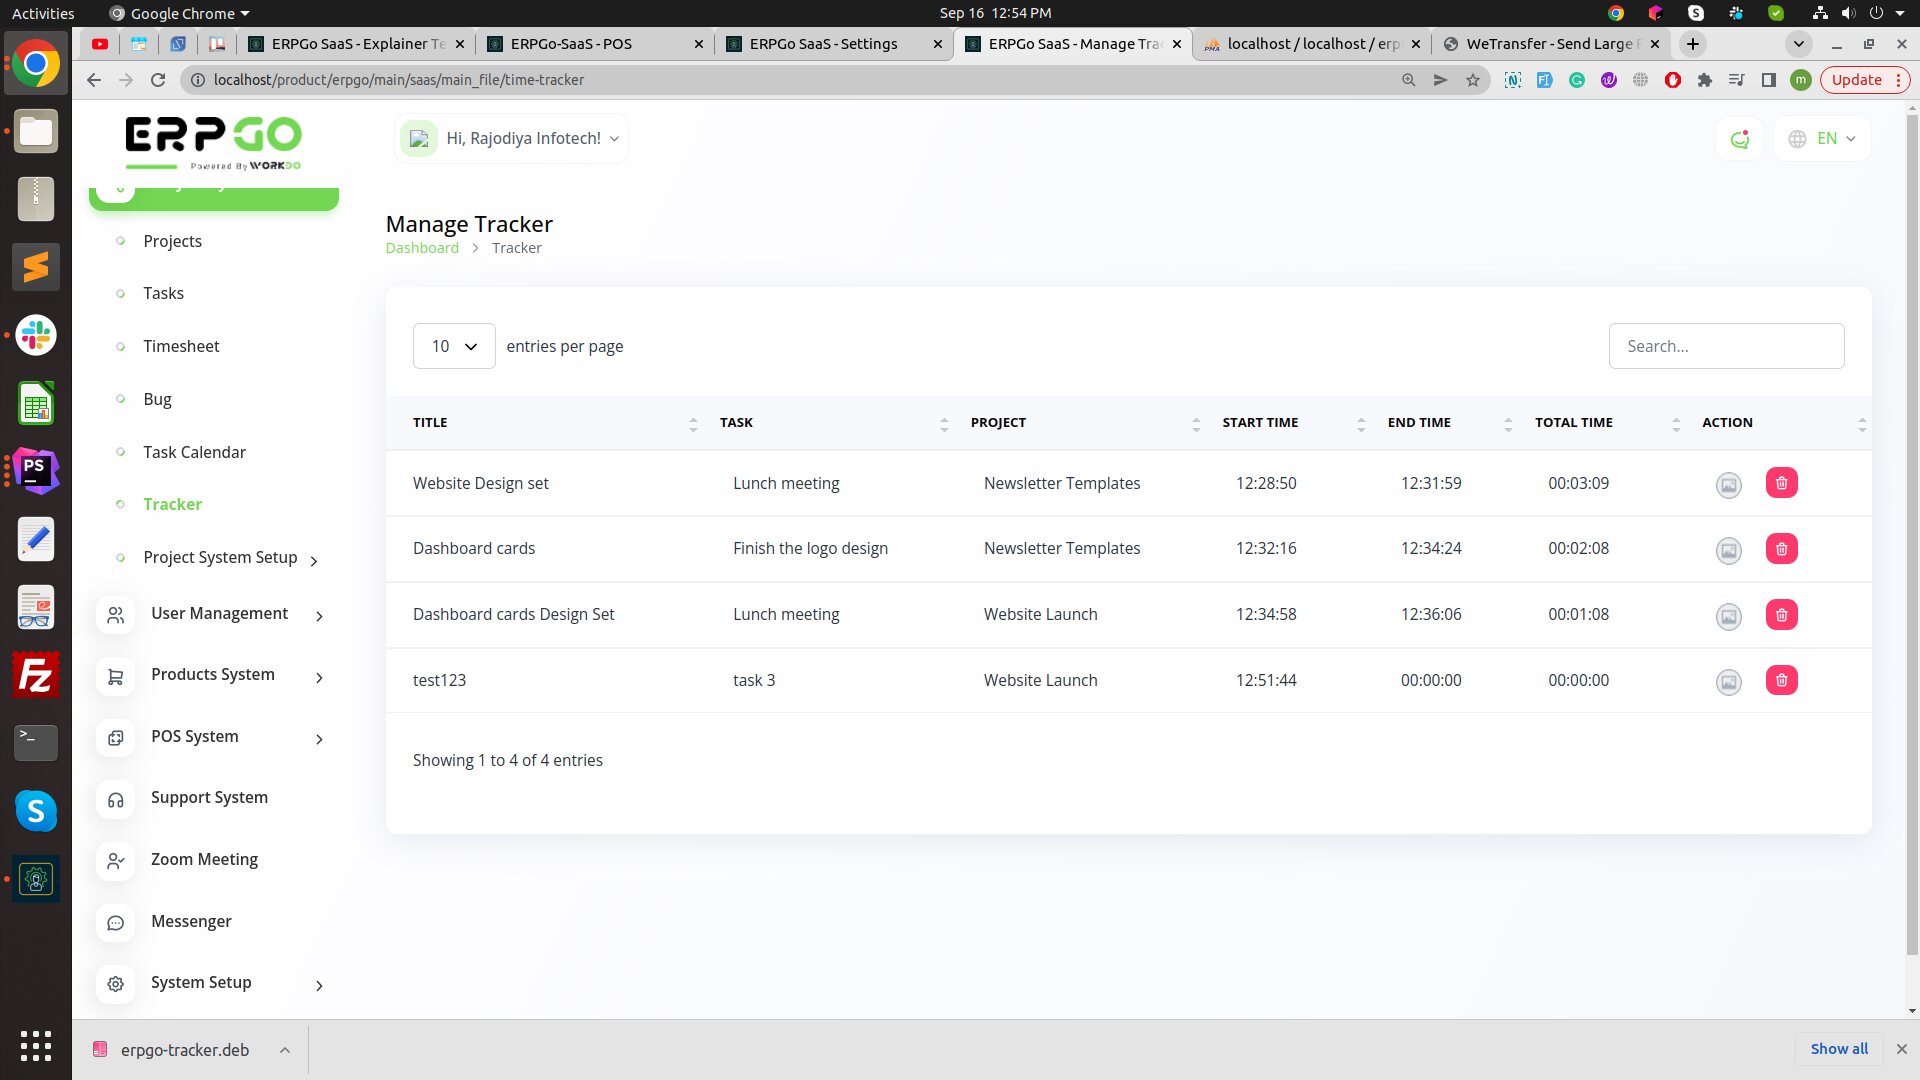 Activities
Google Chrome
Sep 16 12:54 PM
ERPGo SaaS - Explainer Te
ERPGo-SaaS - POS
ERPGo SaaS - Settings
ERPGo SaaS - Manage Tra
localhost / localhost / erp
WeTransfer - Send Large F
localhost/product/erpgo/main/saas/main_file/time-tracker
m
Update
ERPGO
Powered By WORKDO
Hi, Rajodiya Infotech!
EN
Projects
Tasks
Timesheet
Bug
Task Calendar
Tracker
Project System Setup
User Management
Products System
POS System
Support System
Zoom Meeting
Messenger
System Setup
Manage Tracker
Dashboard > Tracker
10 entries per page
Search...
TITLE TASK PROJECT START TIME END TIME TOTAL TIME ACTION
Website Design set Lunch meeting Newsletter Templates 12:28:50 12:31:59 00:03:09
Dashboard cards Finish the logo design Newsletter Templates 12:32:16 12:34:24 00:02:08
Dashboard cards Design Set Lunch meeting Website Launch 12:34:58 12:36:06 00:01:08
test123 task 3 Website Launch 12:51:44 00:00:00 00:00:00
Showing 1 to 4 of 4 entries
erpgo-tracker.deb
Show all